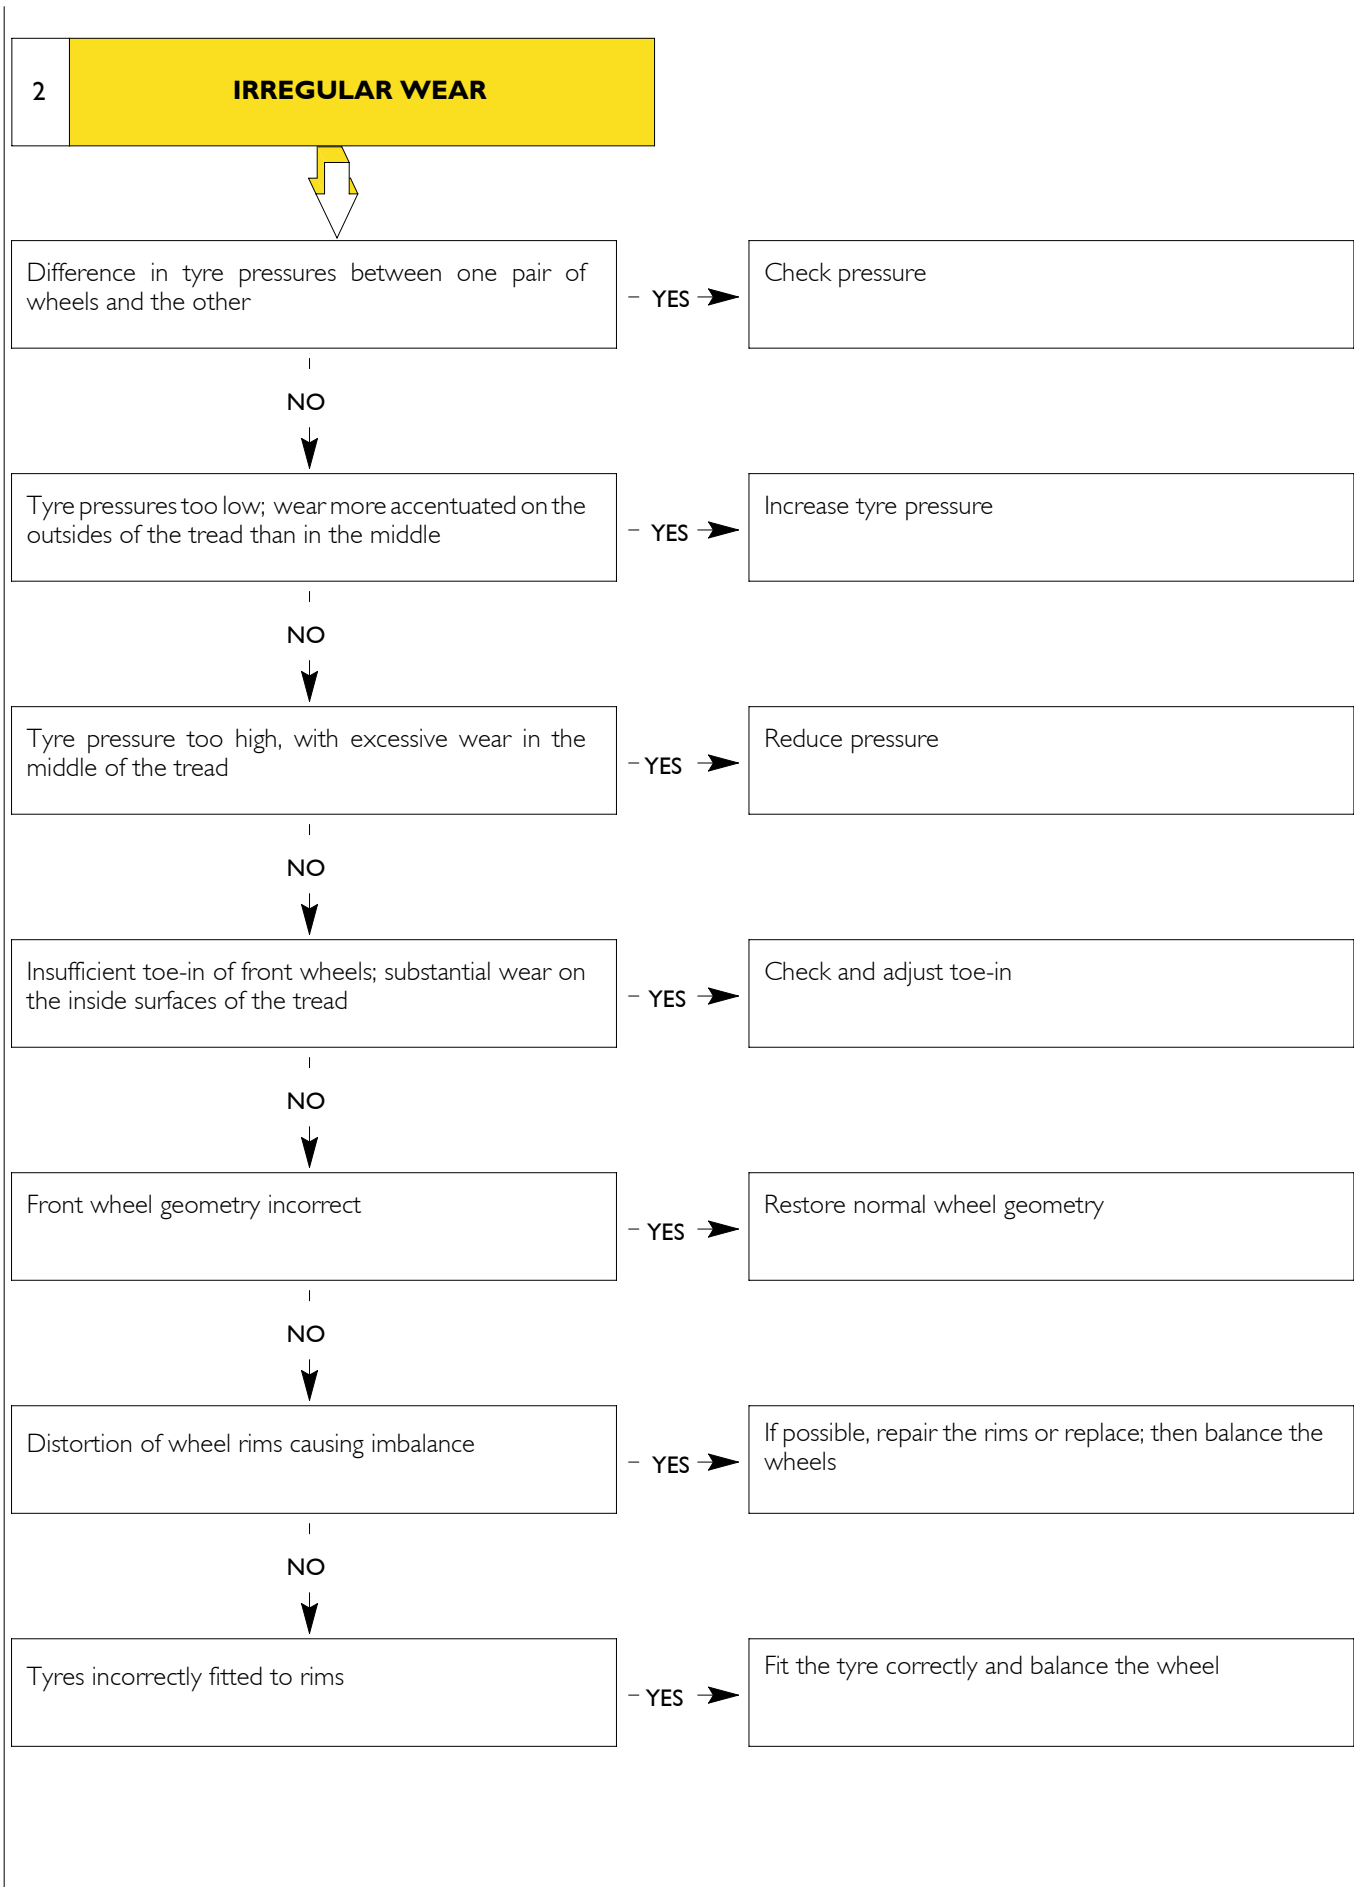 2
IRREGULAR WEAR
Difference in tyre pressures between one pair of
wheels and the other
YES
Check pressure
NO
Tyre pressures too low; wear more accentuated on the
outsides of the tread than in the middle
YES
Increase tyre pressure
NO
Tyre pressure too high, with excessive wear in the
middle of the tread
YES
Reduce pressure
NO
Insufficient toe-in of front wheels; substantial wear on
the inside surfaces of the tread
YES
Check and adjust toe-in
NO
Front wheel geometry incorrect
YES
Restore normal wheel geometry
NO
Distortion of wheel rims causing imbalance
YES
If possible, repair the rims or replace; then balance the
wheels
NO
Tyres incorrectly fitted to rims
YES
Fit the tyre correctly and balance the wheel